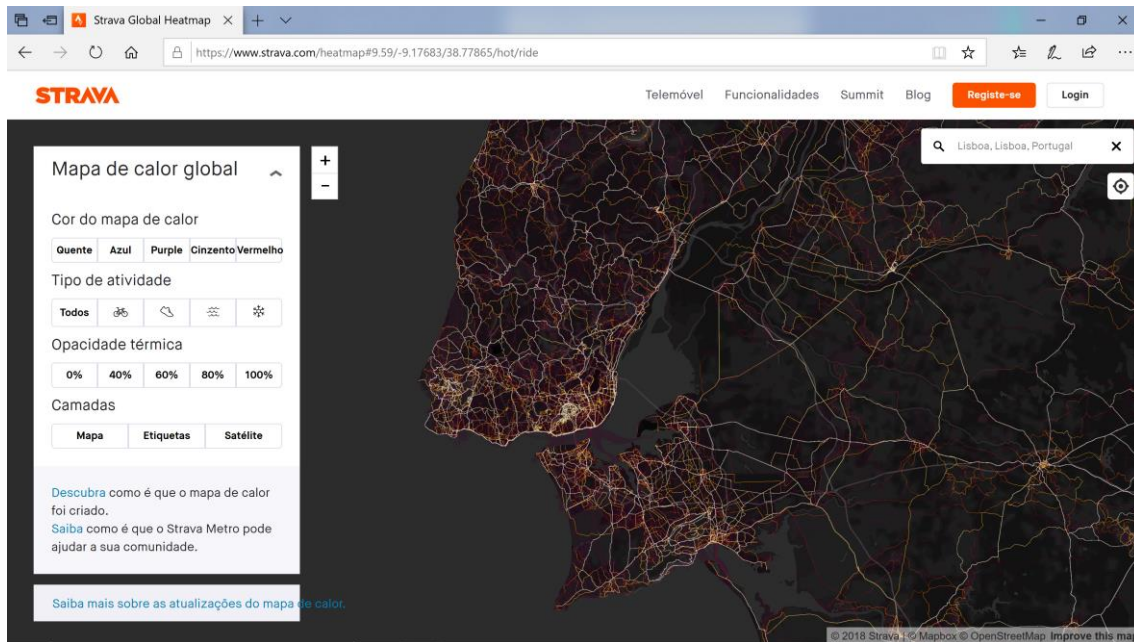 Strava Global Heatmap
https://www.strava.com/heatmap#9.59/-9.17683/38.77865/hot/ride
STRAVA
Telemóvel Funcionalidades Summit Blog Registe-se Login
Lisboa, Lisboa, Portugal
Mapa de calor global
+
-
Cor do mapa de calor
Quente Azul Purple Cinzento Vermelho
Tipo de atividade
Todos
Opacidade térmica
0% 40% 60% 80% 100%
Camadas
Mapa Etiquetas Satélite
Descubra como é que o mapa de calor
foi criado.
Saiba como é que o Strava Metro pode
ajudar a sua comunidade.
Saiba mais sobre as atualizações do mapa de calor.
© 2018 Strava | © Mapbox © OpenStreetMap Improve this ma